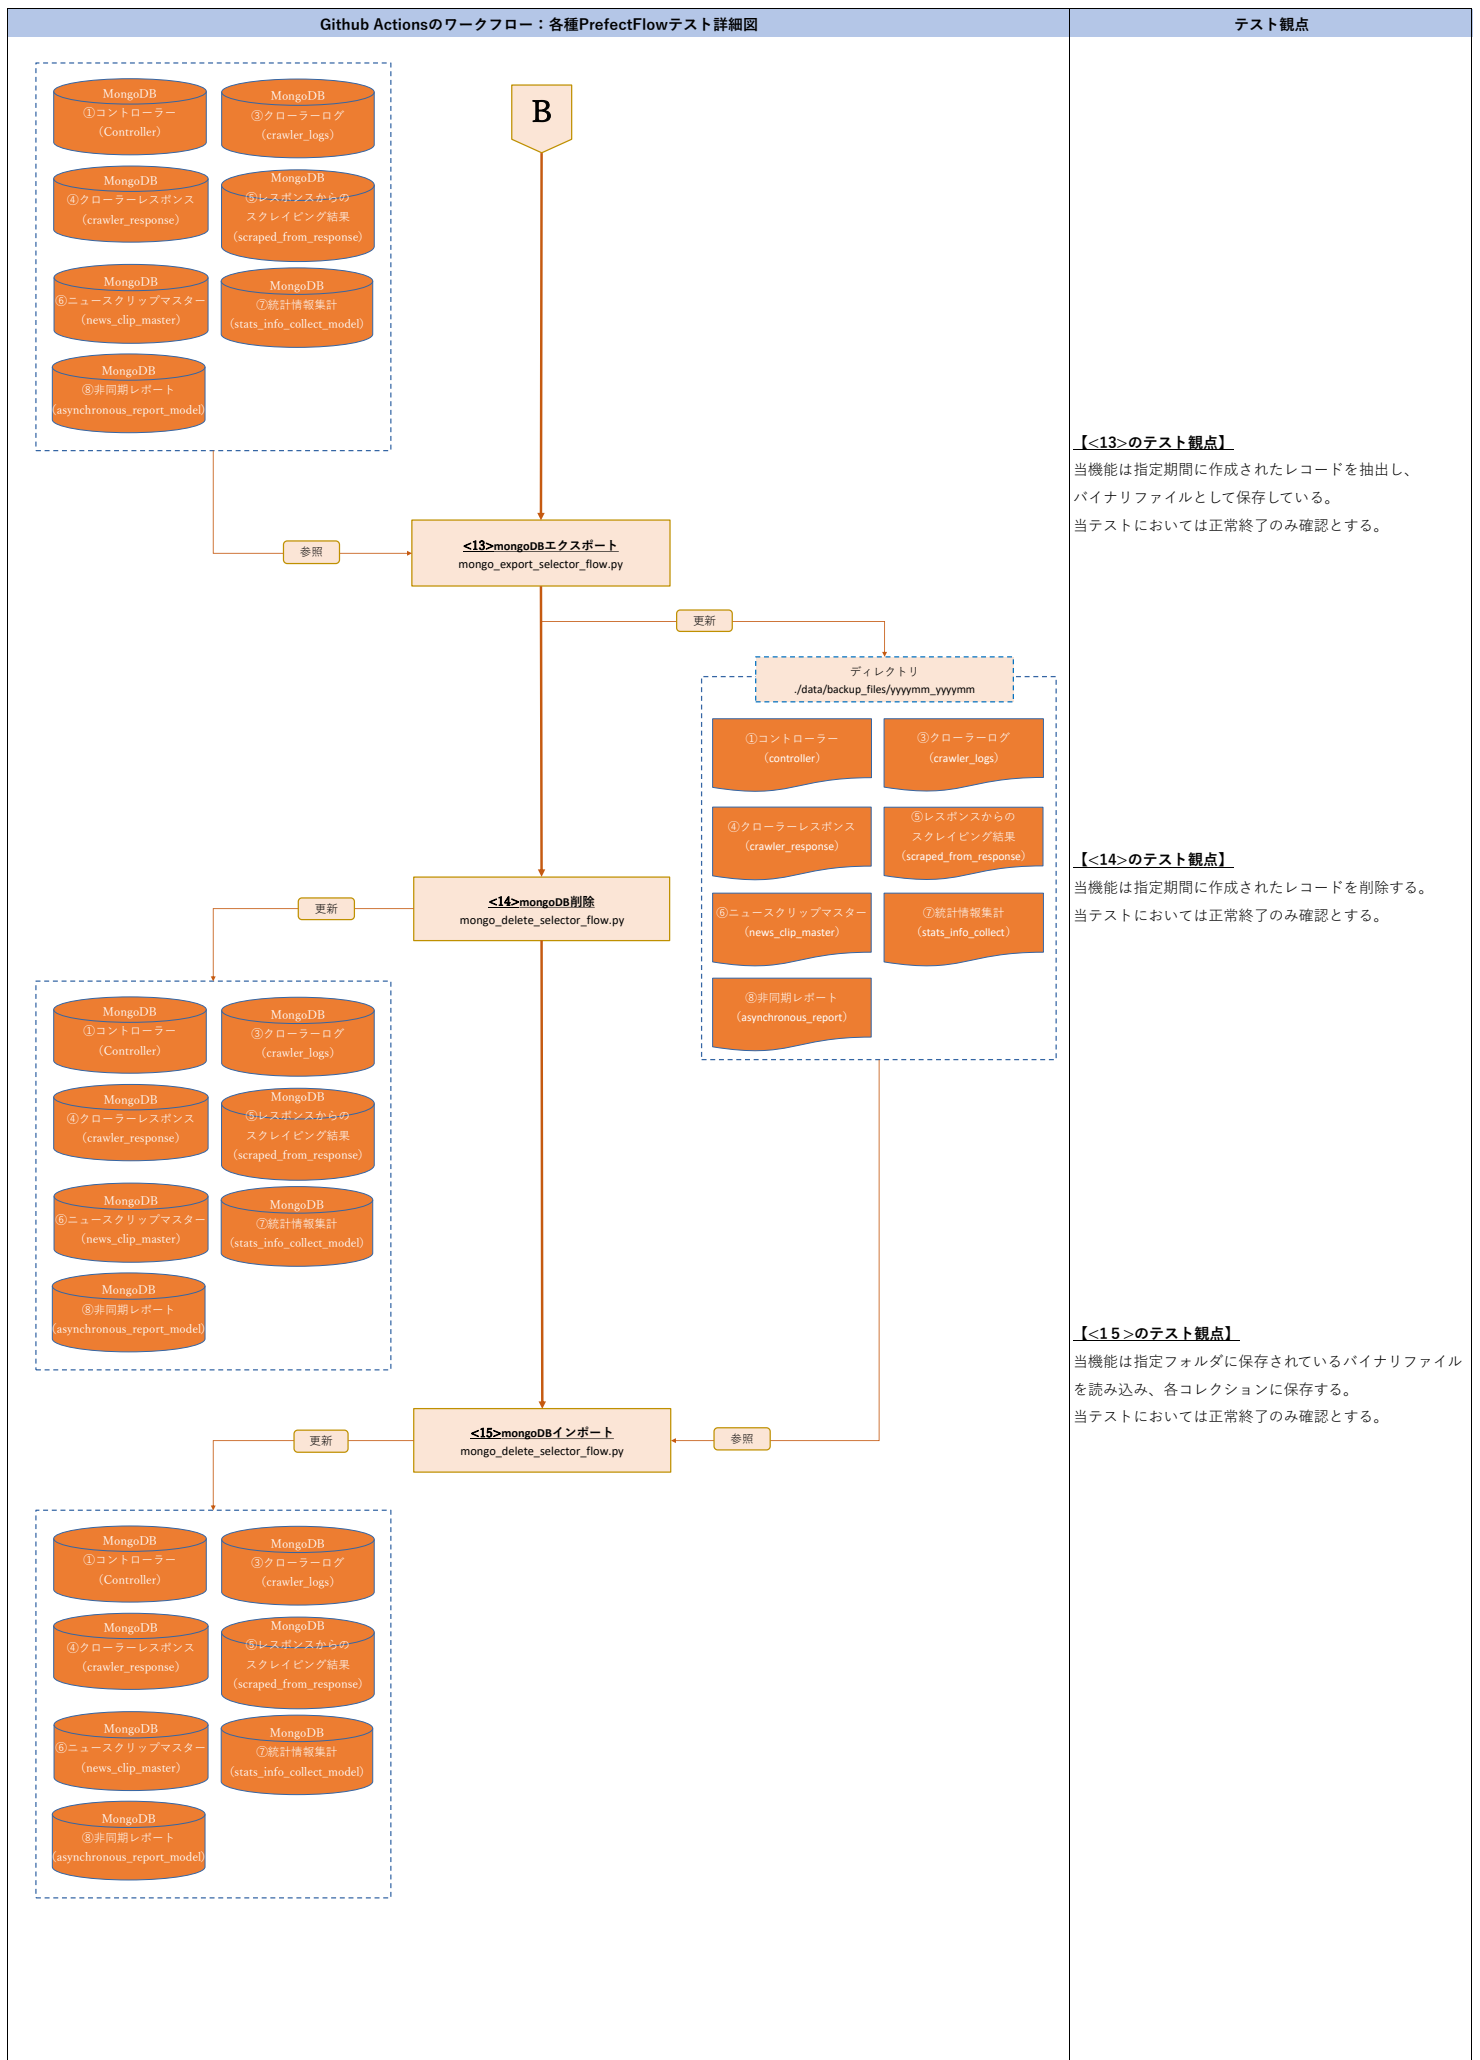 Github Actionsのワークフロー：各種PrefectFlowテスト詳細図
テスト観点
MongoDB
①コントローラー
（Controller）
MongoDB
③クローラーログ
（crawler_logs）
B
MongoDB
④クローラーレスポンス
（crawler_response）
MongoDB
⑤レスポンスからの
スクレイピング結果
（scraped_from_response）
MongoDB
⑥ニュースクリップマスター
（news_clip_master）
MongoDB
⑦統計情報集計
（stats_info_collect_model）
MongoDB
⑧非同期レポート
（asynchronous_report_model）
【<13>のテスト観点】
当機能は指定期間に作成されたレコードを抽出し、
バイナリファイルとして保存している。
当テストにおいては正常終了のみ確認とする。
参照
<13>mongoDBエクスポート
mongo_export_selector_flow.py
更新
ディレクトリ
./data/backup_files/yyyymm_yyyymm
①コントローラー
（controller）
③クローラーログ
（crawler_logs）
④クローラーレスポンス
（crawler_response）
⑤レスポンスからの
スクレイピング結果
（scraped_from_response）
⑥ニュースクリップマスター
（news_clip_master）
⑦統計情報集計
（stats_info_collect）
⑧非同期レポート
（asynchronous_report）
【<14>のテスト観点】
当機能は指定期間に作成されたレコードを削除する。
当テストにおいては正常終了のみ確認とする。
更新
<14>mongoDB削除
mongo_delete_selector_flow.py
MongoDB
①コントローラー
（Controller）
MongoDB
③クローラーログ
（crawler_logs）
MongoDB
④クローラーレスポンス
（crawler_response）
MongoDB
⑤レスポンスからの
スクレイピング結果
（scraped_from_response）
MongoDB
⑥ニュースクリップマスター
（news_clip_master）
MongoDB
⑦統計情報集計
（stats_info_collect_model）
MongoDB
⑧非同期レポート
（asynchronous_report_model）
【<1５>のテスト観点】
当機能は指定フォルダに保存されているバイナリファイル
を読み込み、各コレクションに保存する。
当テストにおいては正常終了のみ確認とする。
更新
<15>mongoDBインポート
mongo_delete_selector_flow.py
参照
MongoDB
①コントローラー
（Controller）
MongoDB
③クローラーログ
（crawler_logs）
MongoDB
④クローラーレスポンス
（crawler_response）
MongoDB
⑤レスポンスからの
スクレイピング結果
（scraped_from_response）
MongoDB
⑥ニュースクリップマスター
（news_clip_master）
MongoDB
⑦統計情報集計
（stats_info_collect_model）
MongoDB
⑧非同期レポート
（asynchronous_report_model）